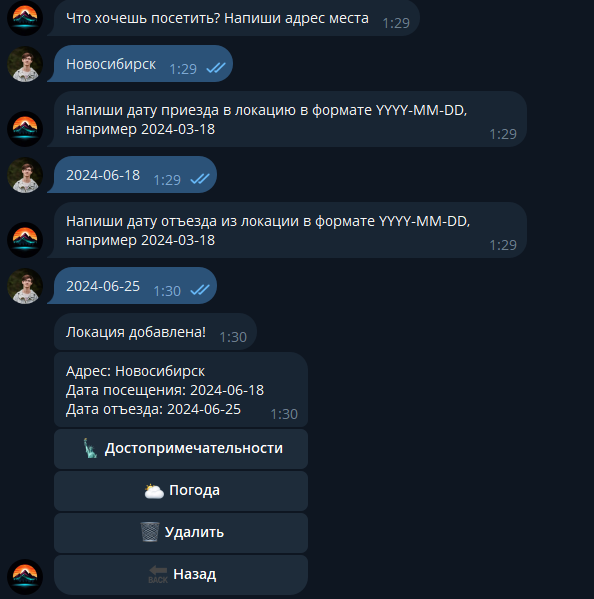 Что хочешь посетить? Напиши адрес места 1:29
Новосибирск 1:29
Напиши дату приезда в локацию в формате YYYY-MM-DD,
например 2024-03-18 1:29
2024-06-18 1:29
Напиши дату отъезда из локации в формате YYYY-MM-DD,
например 2024-03-18 1:29
2024-06-25 1:30
Локация добавлена! 1:30
Адрес: Новосибирск
Дата посещения: 2024-06-18
Дата отъезда: 2024-06-25 1:30
Достопримечательности
Погода
Удалить
BACK Назад